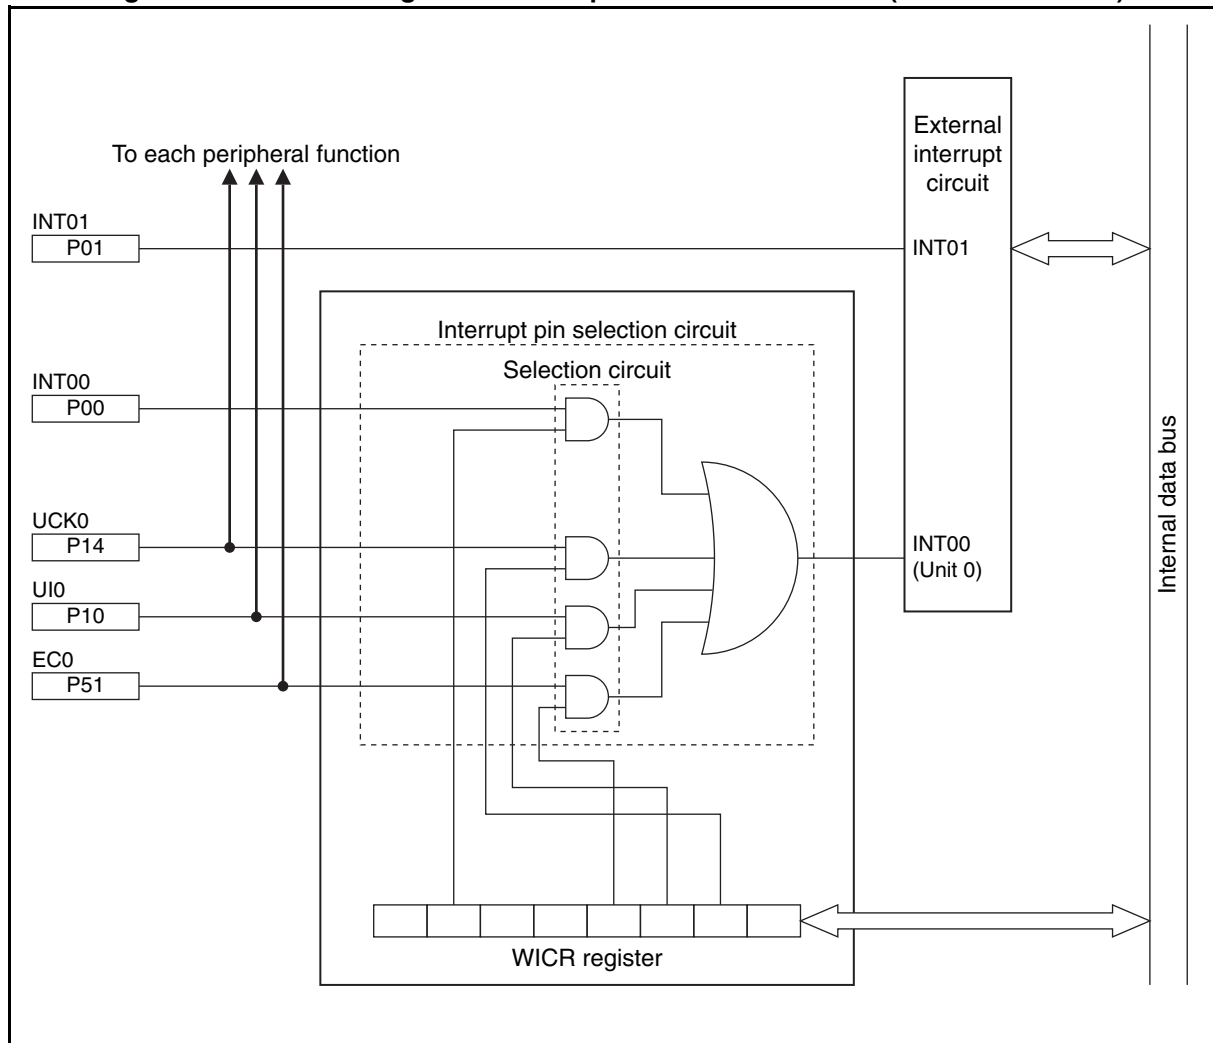 To each peripheral function
External
interrupt
circuit
INT01
P01
INT01
Interrupt pin selection circuit
Selection circuit
INT00
P00
UCK0
P14
INT00
(Unit 0)
UI0
P10
EC0
P51
Internal data bus
WICR register